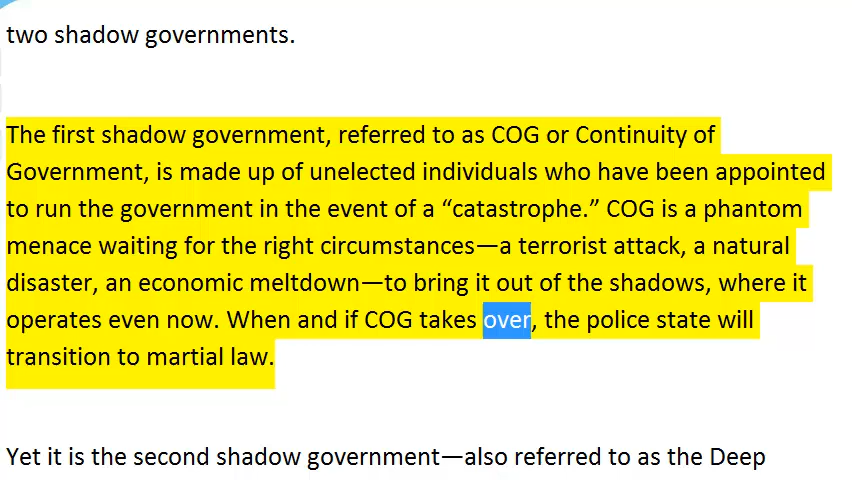 two shadow governments.
The first shadow government, referred to as COG or Continuity of
Government, is made up of unelected individuals who have been appointed
to run the government in the event of a “catastrophe.” COG is a phantom
menace waiting for the right circumstances—a terrorist attack, a natural
disaster, an economic meltdown—to bring it out of the shadows, where it
operates even now. When and if COG takes over, the police state will
transition to martial law.
Yet it is the second shadow government—also referred to as the Deep